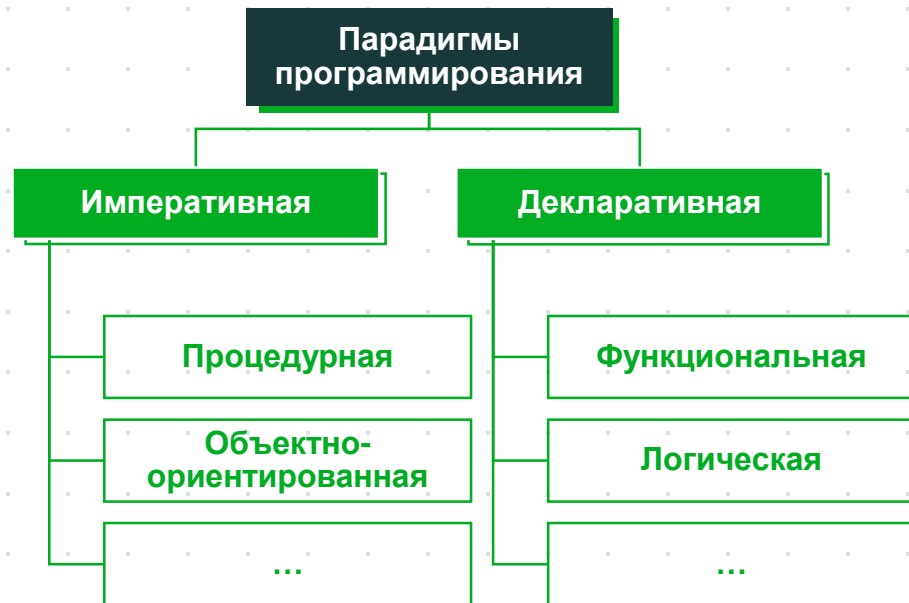 Парадигмы
программирования
Императивная
Декларативная
Процедурная
Функциональная
Объектно-
ориентированная
Логическая
...
...